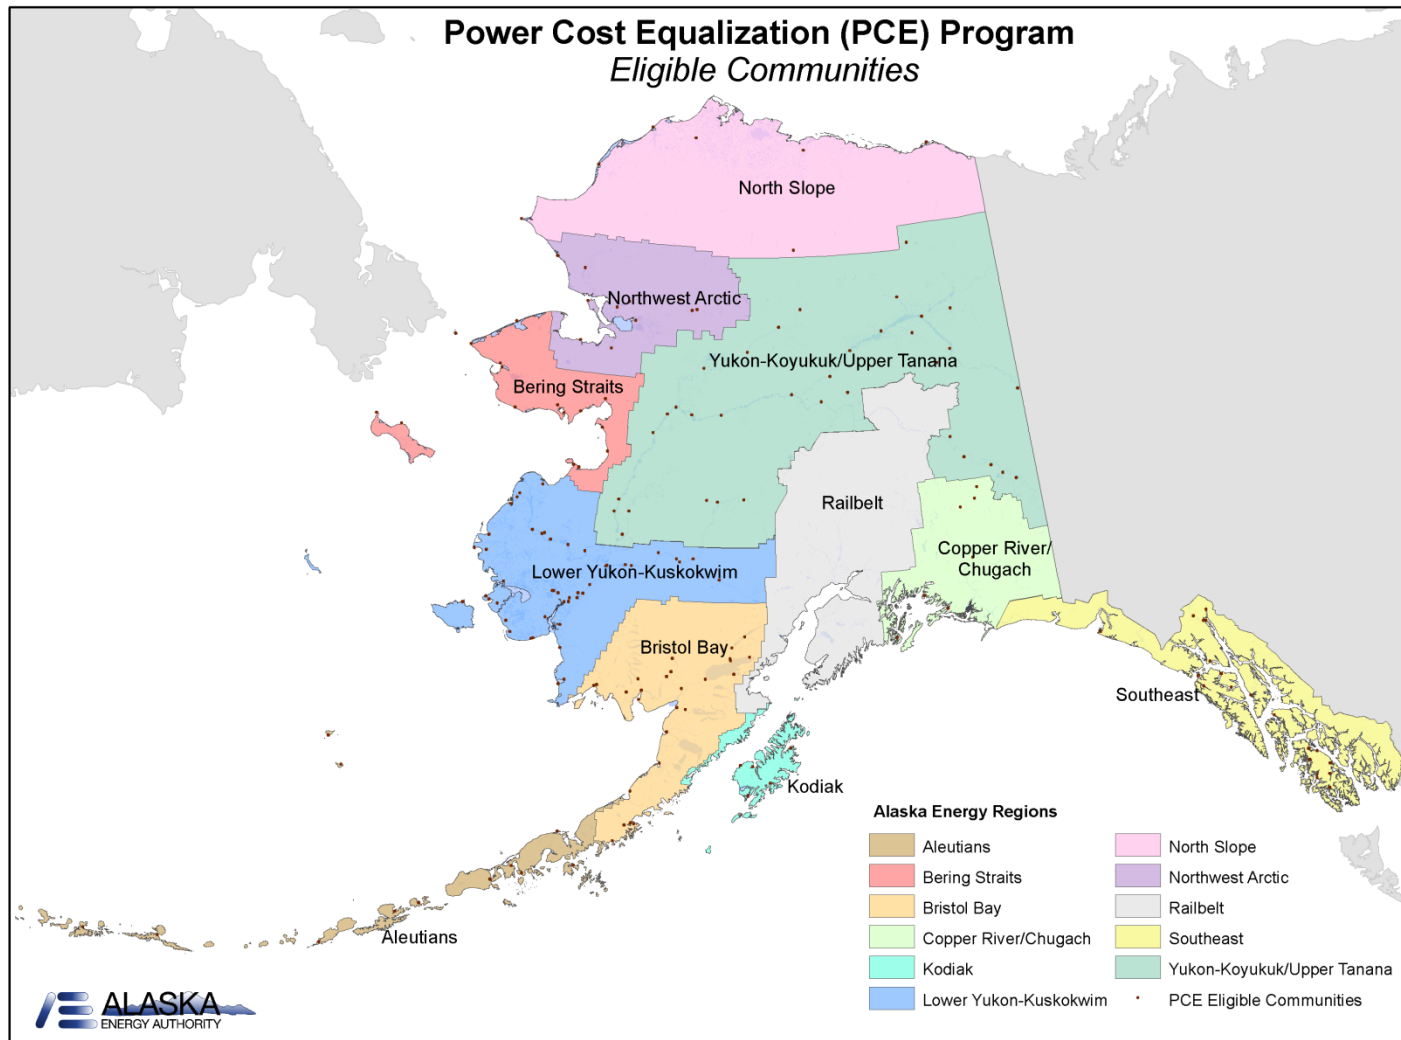 Power Cost Equalization (PCE) Program
Eligible Communities
North Slope
Northwest Arctic
Yukon-Koyukuk/Upper Tanana
Bering Straits
Railbelt
Copper River/
Chugach
Lower Yukon-Kuskokwim
Bristol Bay
Southeast
Kodiak
Aleutians
Alaska Energy Regions
Aleutians
Bering Straits
Bristol Bay
Copper River/Chugach
Kodiak
Lower Yukon-Kuskokwim
North Slope
Northwest Arctic
Railbelt
Southeast
Yukon-Koyukuk/Upper Tanana
PCE Eligible Communities
ALASKA
ENERGY AUTHORITY